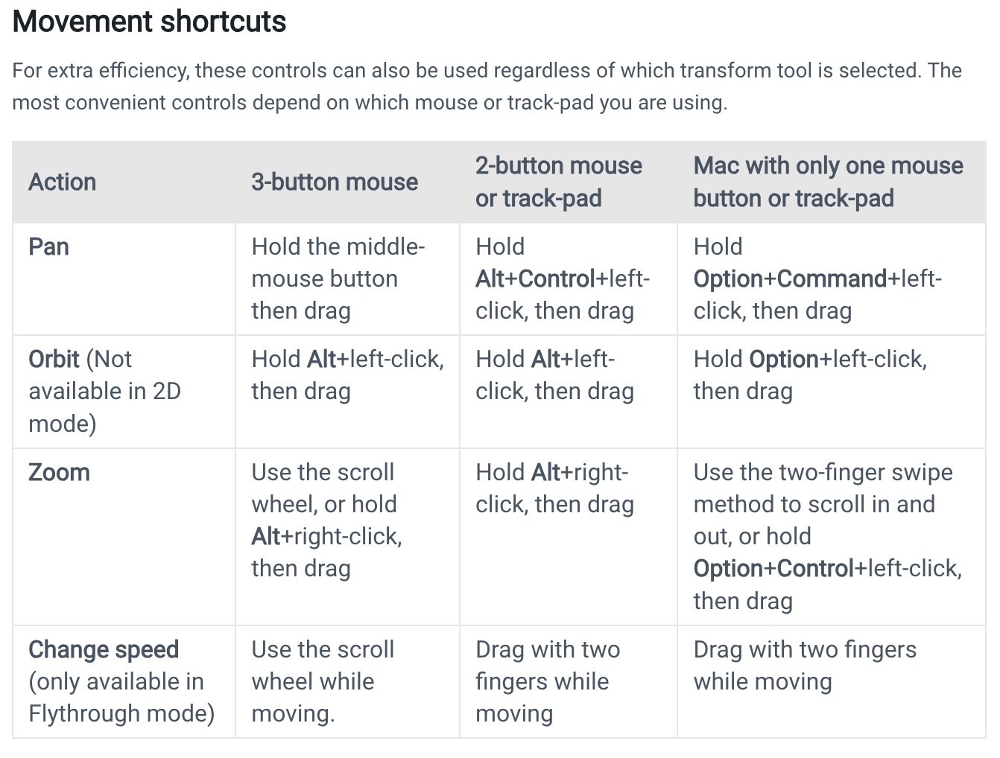 Movement shortcuts
For extra efficiency, these controls can also be used regardless of which transform tool is selected. The
most convenient controls depend on which mouse or track-pad you are using.
Action
3-button mouse
2-button mouse
or track-pad
Mac with only one mouse
button or track-pad
Pan
Hold the middle-
mouse button
then drag
Hold
Alt+Control+left-
click, then drag
Hold
Option+Command+left-
click, then drag
Orbit (Not
available in 2D
mode)
Hold Alt+left-click,
then drag
Hold Alt+left-
click, then drag
Hold Option+left-click,
then drag
Zoom
Use the scroll
wheel, or hold
Alt+right-click,
then drag
Hold Alt+right-
click, then drag
Use the two-finger swipe
method to scroll in and
out, or hold
Option+Control+left-click,
then drag
Change speed
(only available in
Flythrough mode)
Use the scroll
wheel while
moving.
Drag with two
fingers while
moving
Drag with two fingers
while moving